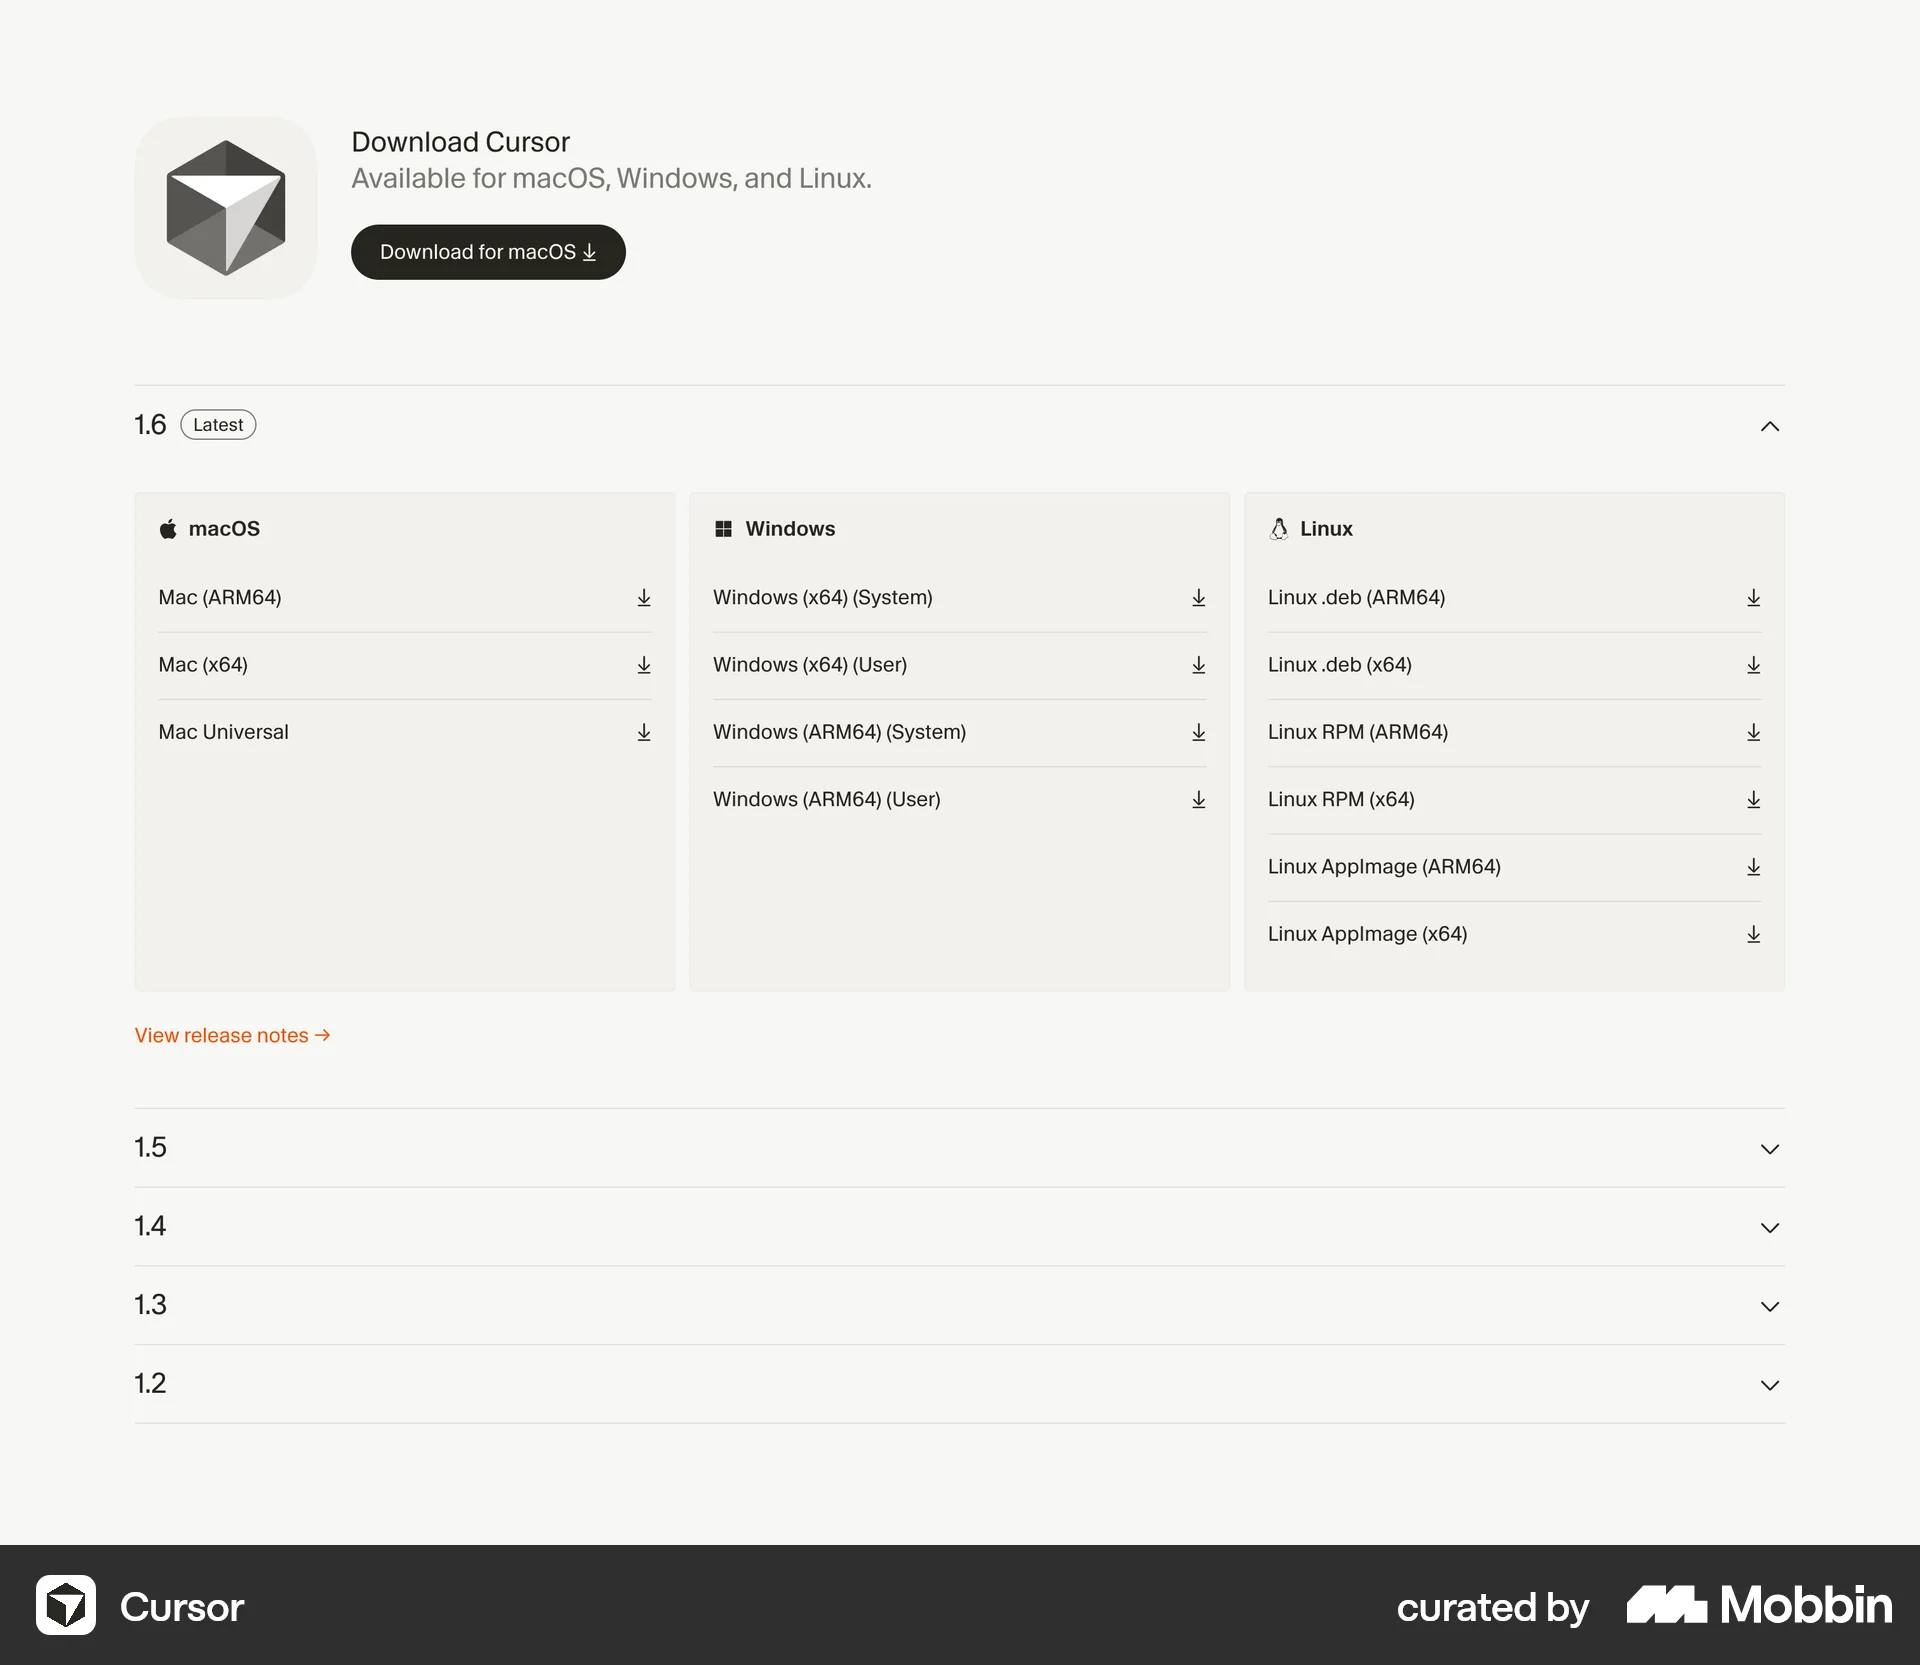 Download Cursor
Available for macOS, Windows, and Linux.
Download for macOS
1.6 Latest
macOS
Mac (ARM64)
Mac (x64)
Mac Universal
Windows
Windows (x64) (System)
Windows (x64) (User)
Windows (ARM64) (System)
Windows (ARM64) (User)
Linux
Linux .deb (ARM64)
Linux .deb (x64)
Linux RPM (ARM64)
Linux RPM (x64)
Linux AppImage (ARM64)
Linux AppImage (x64)
View release notes →
1.5
1.4
1.3
1.2
Cursor
curated by Mobbin